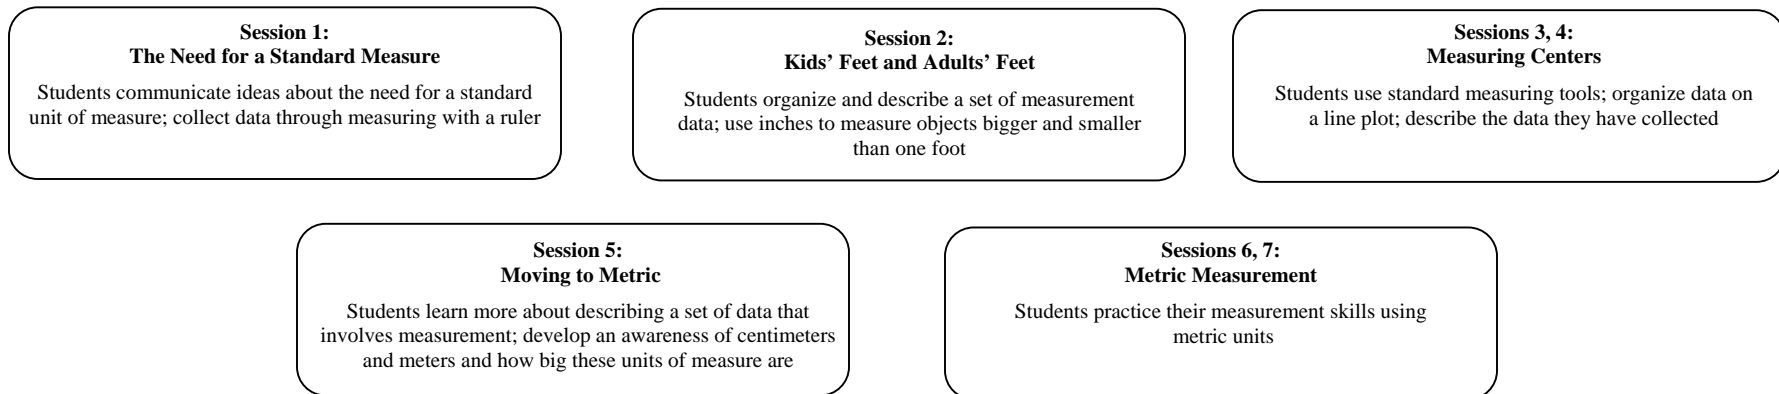 Session 1:
The Need for a Standard Measure
Students communicate ideas about the need for a standard
unit of measure; collect data through measuring with a ruler
Session 2:
Kids’ Feet and Adults’ Feet
Students organize and describe a set of measurement
data; use inches to measure objects bigger and smaller
than one foot
Sessions 3, 4:
Measuring Centers
Students use standard measuring tools; organize data on
a line plot; describe the data they have collected
Session 5:
Moving to Metric
Students learn more about describing a set of data that
involves measurement; develop an awareness of centimeters
and meters and how big these units of measure are
Sessions 6, 7:
Metric Measurement
Students practice their measurement skills using
metric units